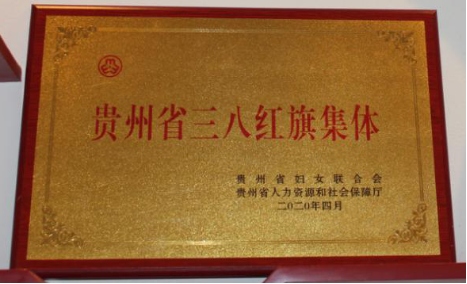 贵州省三八红旗集体
贵州省妇女联合会
贵州省人力资源和社会保障厅
二〇二〇年四月